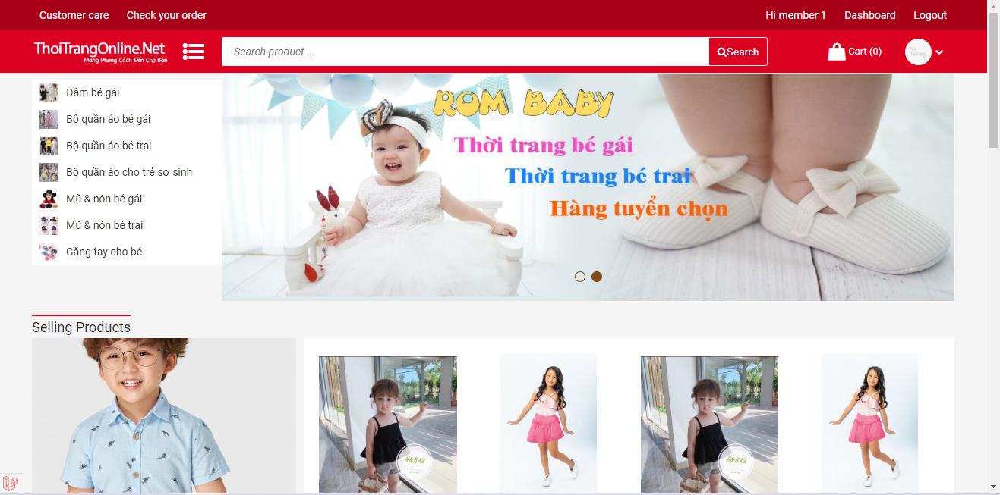 Customer care Check your order Hi member 1 Dashboard Logout
ThoiTrangOnline.Net
Mang Phong Cách Đến Cho Bạn
Search product ... Search Cart (0)
Đầm bé gái
Bộ quần áo bé gái
Bộ quần áo bé trai
Bộ quần áo cho trẻ sơ sinh
Mũ & nón bé gái
Mũ & nón bé trai
Găng tay cho bé
ROM BABY
Thời trang bé gái
Thời trang bé trai
Hàng tuyển chọn
Selling Products
H&B Kid
H&B Kid